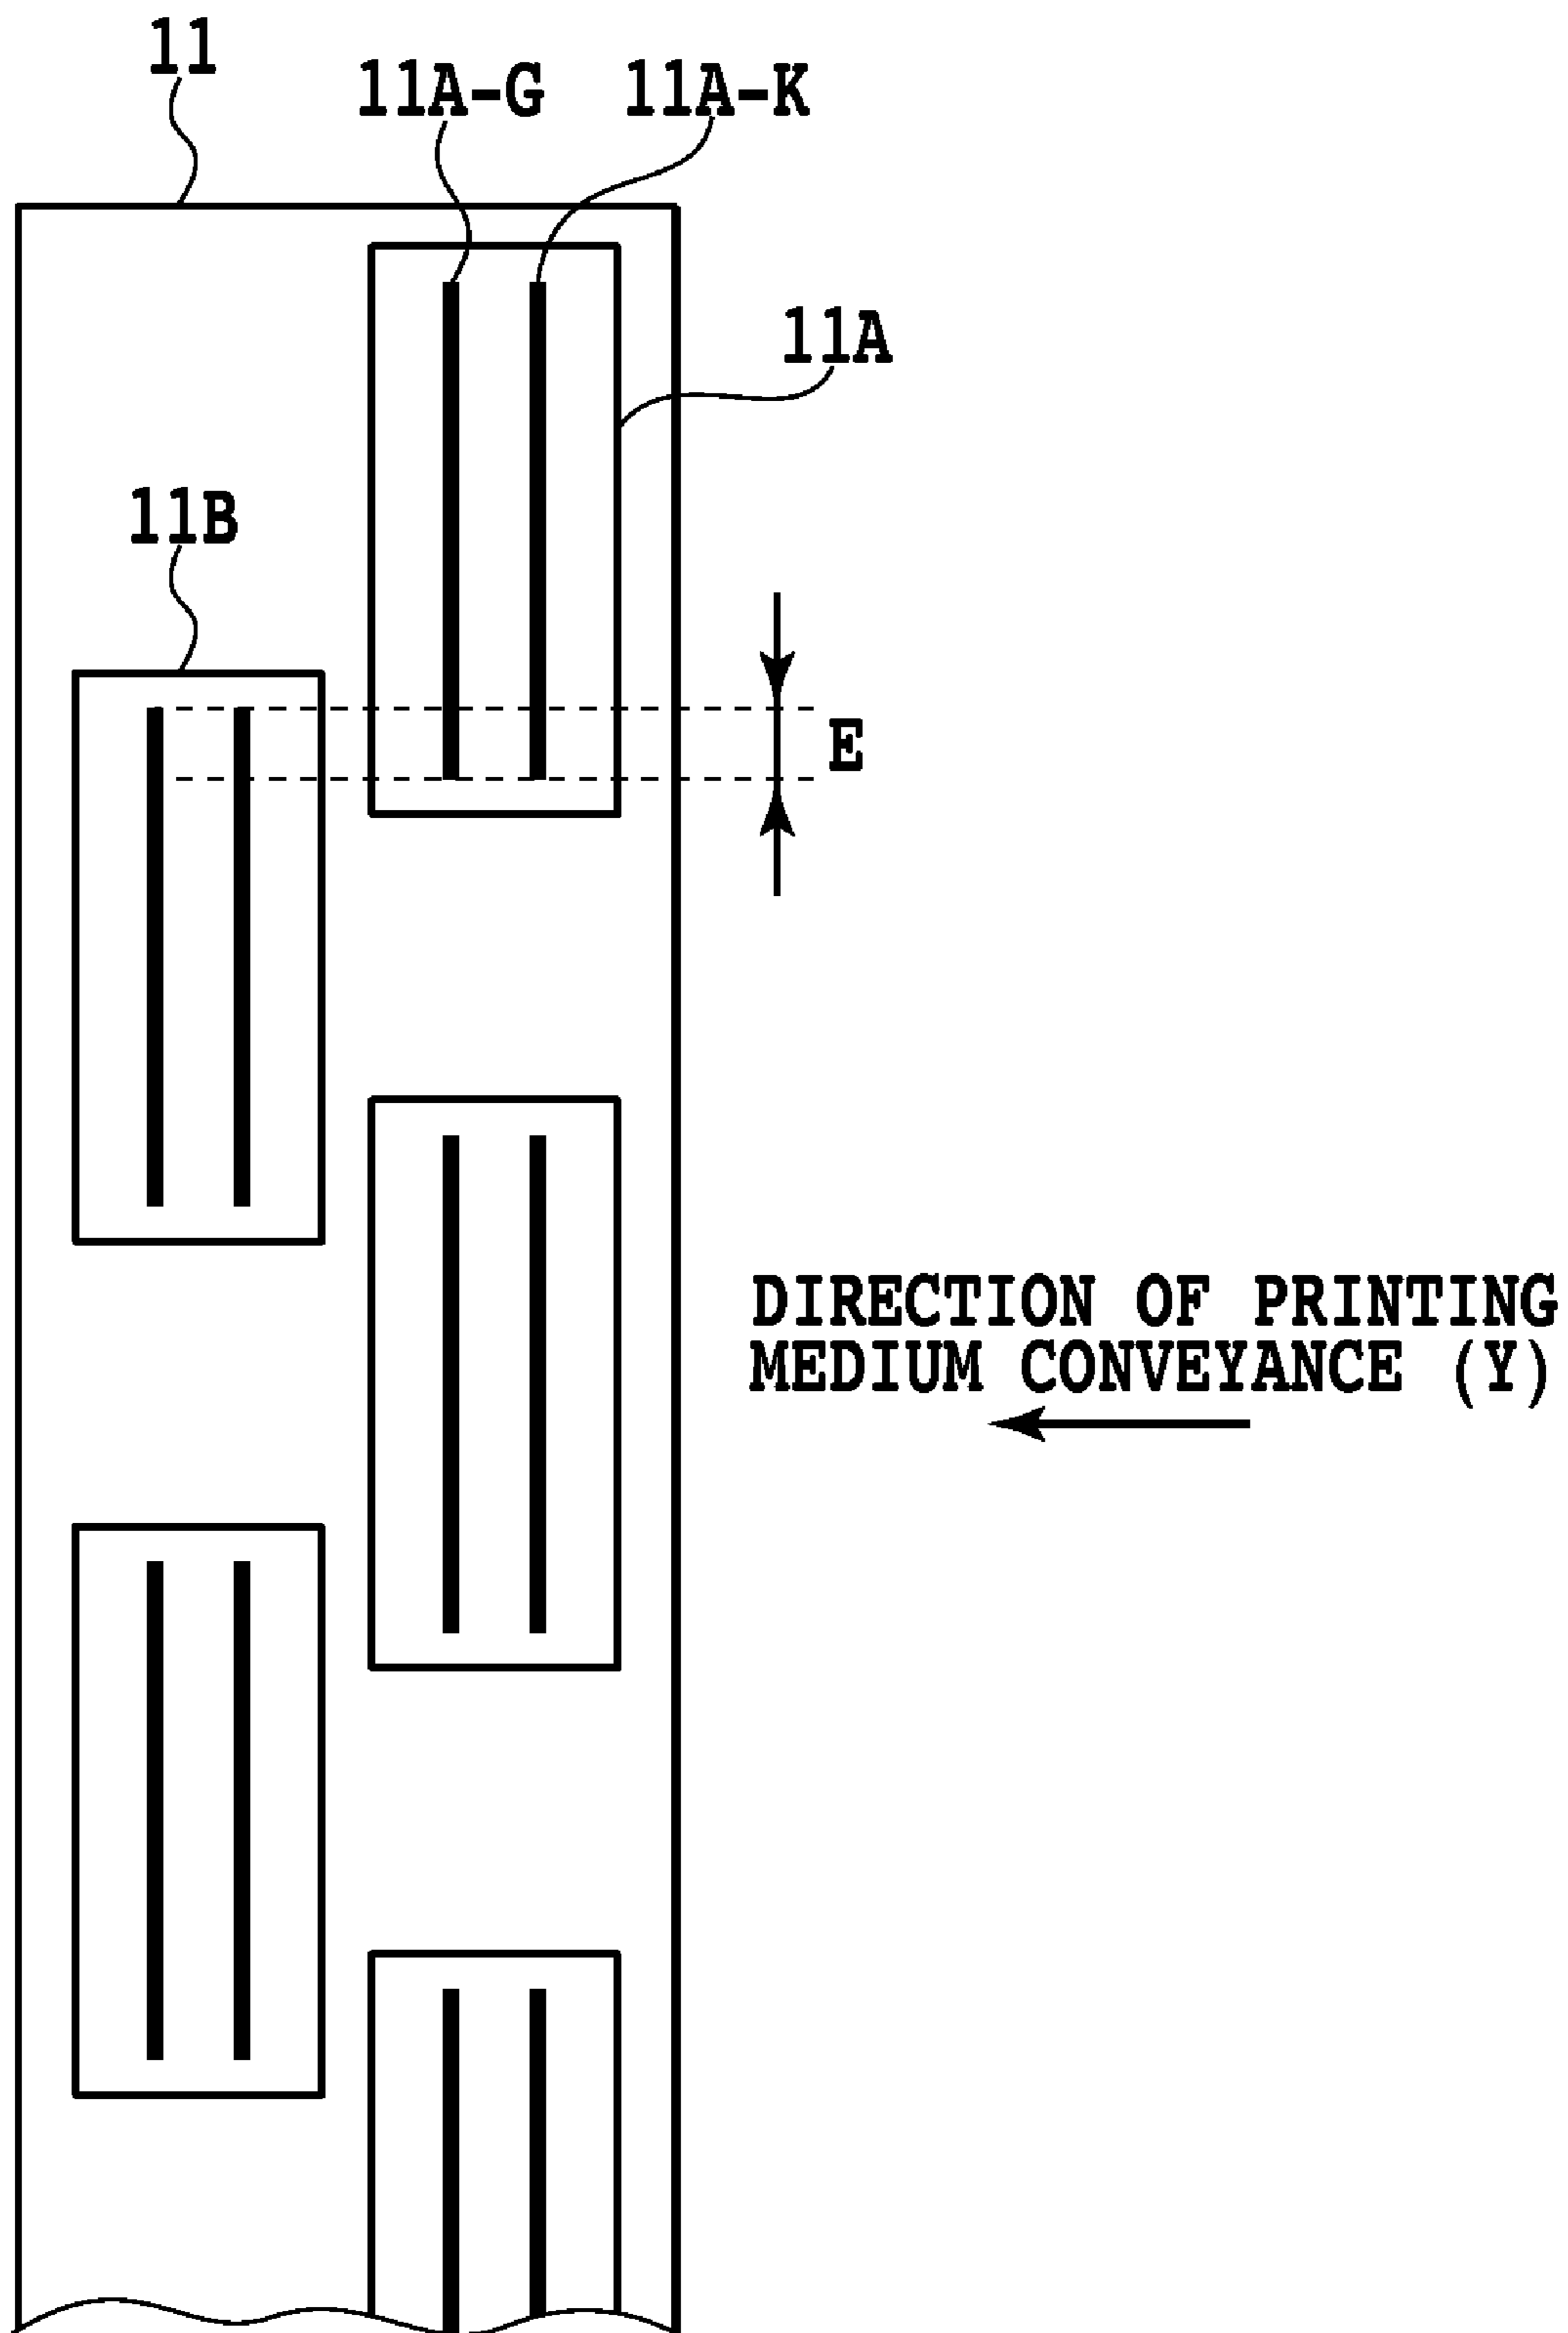 11
11A-G 11A-K
11A
11B
E
DIRECTION OF PRINTING
MEDIUM CONVEYANCE (Y)